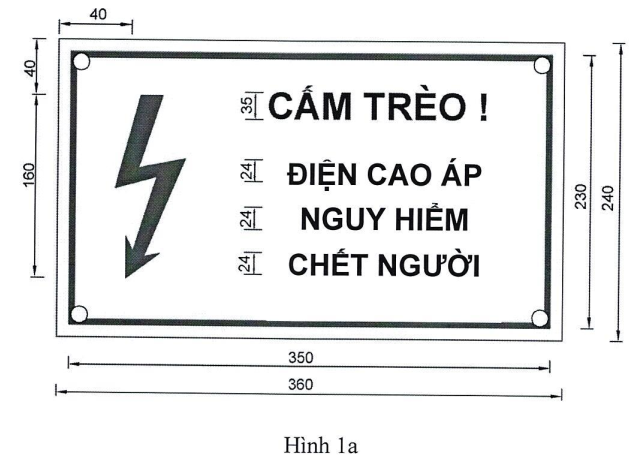 40
40
35
CẤM TRÈO !
160
24
ĐIỆN CAO ÁP
24
NGUY HIỂM
24
CHẾT NGƯỜI
230
240
350
360
Hình 1a